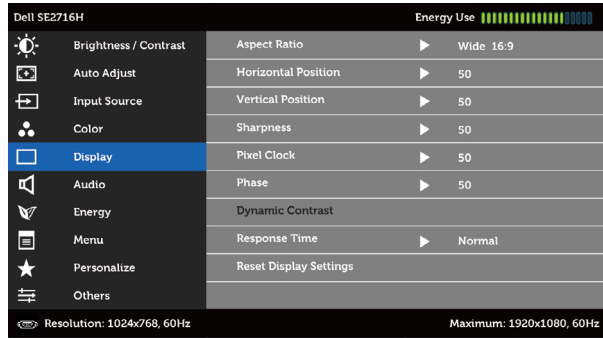 Dell SE2716H Energy Use
Brightness / Contrast Aspect Ratio Wide 16:9
Auto Adjust Horizontal Position 50
Input Source Vertical Position 50
Color Sharpness 50
Display Pixel Clock 50
Audio Phase 50
Energy Dynamic Contrast
Menu Response Time Normal
Personalize Reset Display Settings
Others
Resolution: 1024x768, 60Hz Maximum: 1920x1080, 60Hz